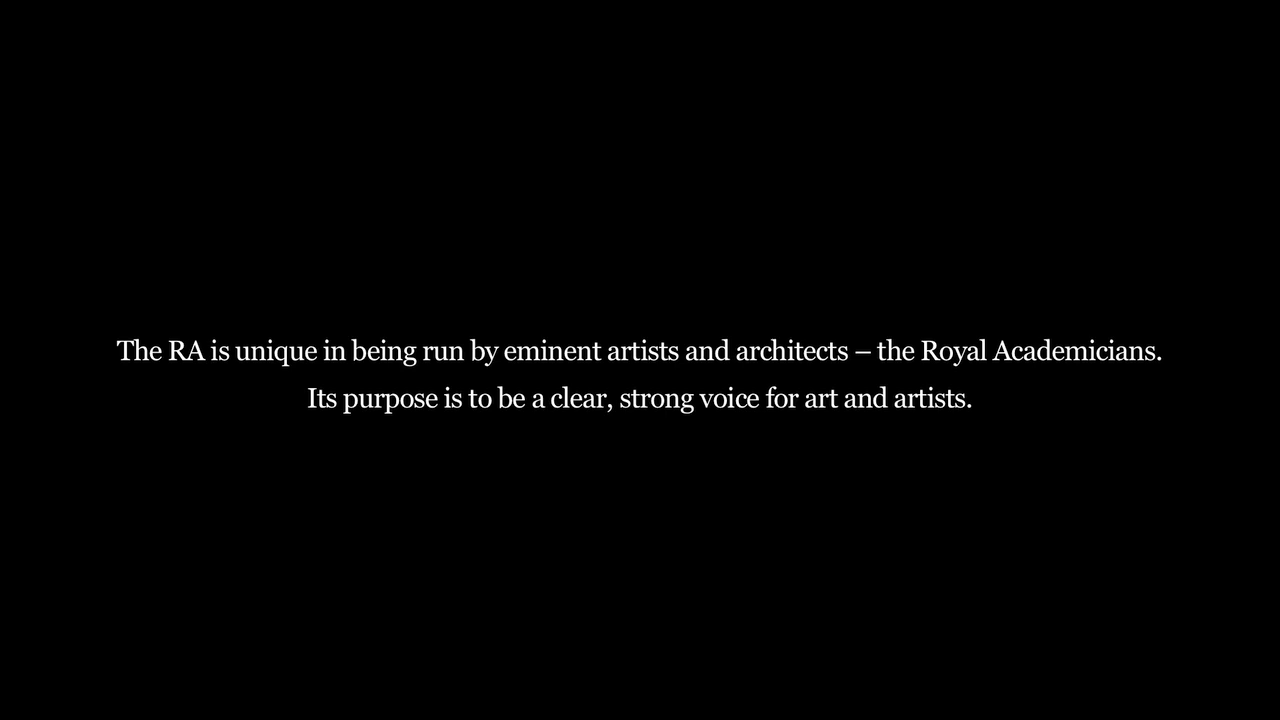 The RA is unique in being run by eminent artists and architects – the Royal Academicians.
Its purpose is to be a clear, strong voice for art and artists.